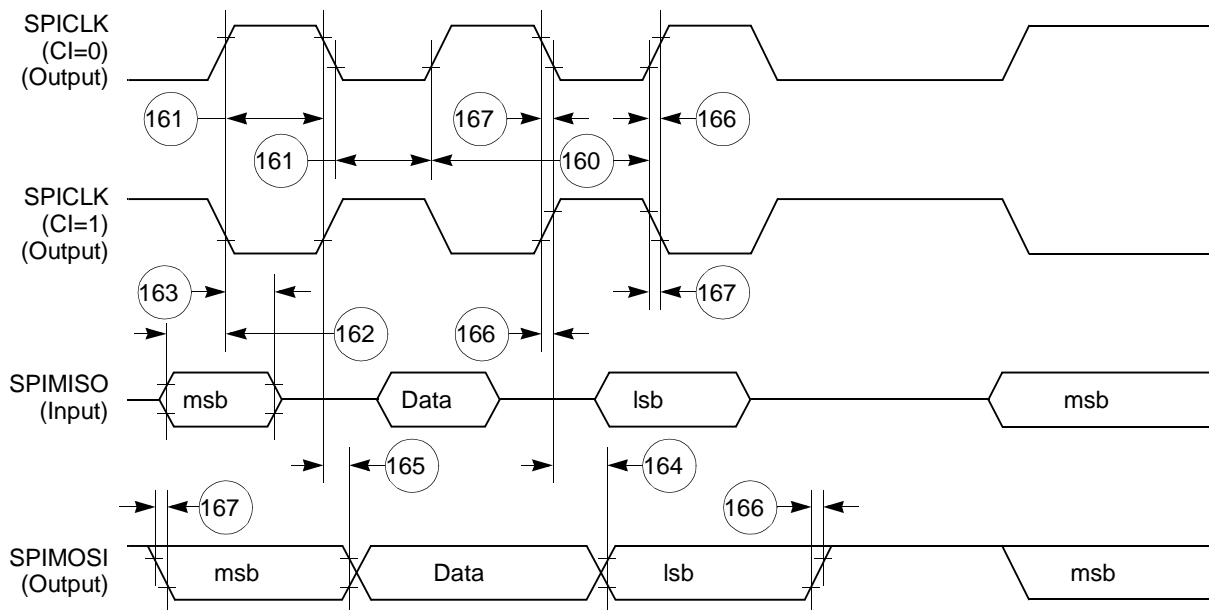 SPICLK
(CI=0)
(Output)
161
167
166
161
160
SPICLK
(CI=1)
(Output)
163
167
162
166
SPIMISO
(Input)
msb
Data
lsb
msb
165
164
167
166
SPIMOSI
(Output)
msb
Data
lsb
msb